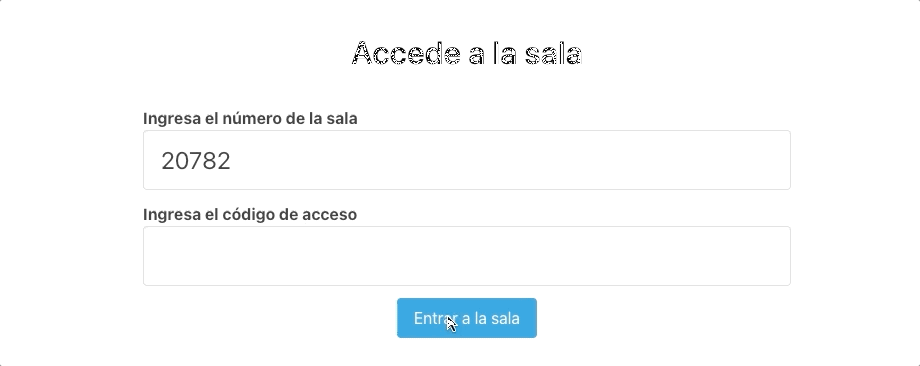 Accede a la sala
Ingresa el número de la sala
20782
Ingresa el código de acceso
Entrar a la sala